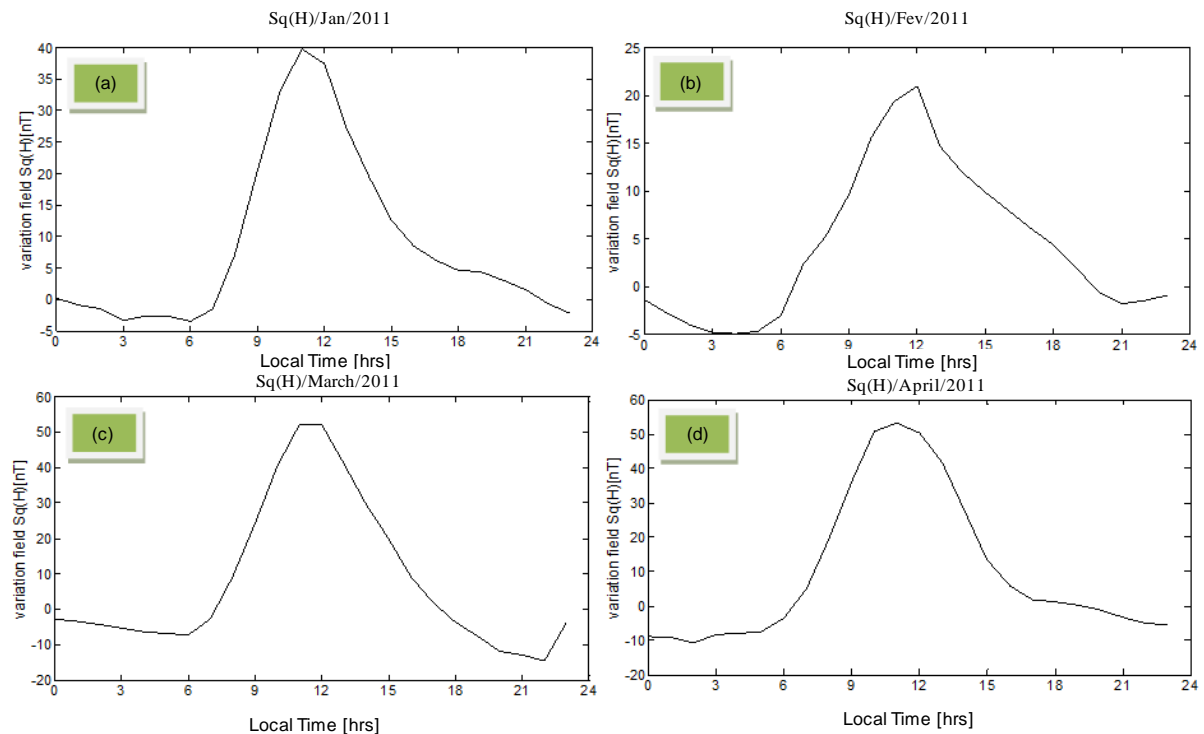 Sq(H)/Jan/2011
(a)
variation field Sq(H)[nT]
40
35
30
25
20
15
10
5
0
-5
0 3 6 9 12 15 18 21 24
Local Time [hrs]
Sq(H)/Fev/2011
(b)
variation field Sq(H)[nT]
25
20
15
10
5
0
-5
0 3 6 9 12 15 18 21 24
Local Time [hrs]
Sq(H)/March/2011
(c)
variation field Sq(H)[nT]
60
50
40
30
20
10
0
-10
-20
0 3 6 9 12 15 18 21 24
Local Time [hrs]
Sq(H)/April/2011
(d)
variation field Sq(H)[nT]
60
50
40
30
20
10
0
-10
-20
0 3 6 9 12 15 18 21 24
Local Time [hrs]